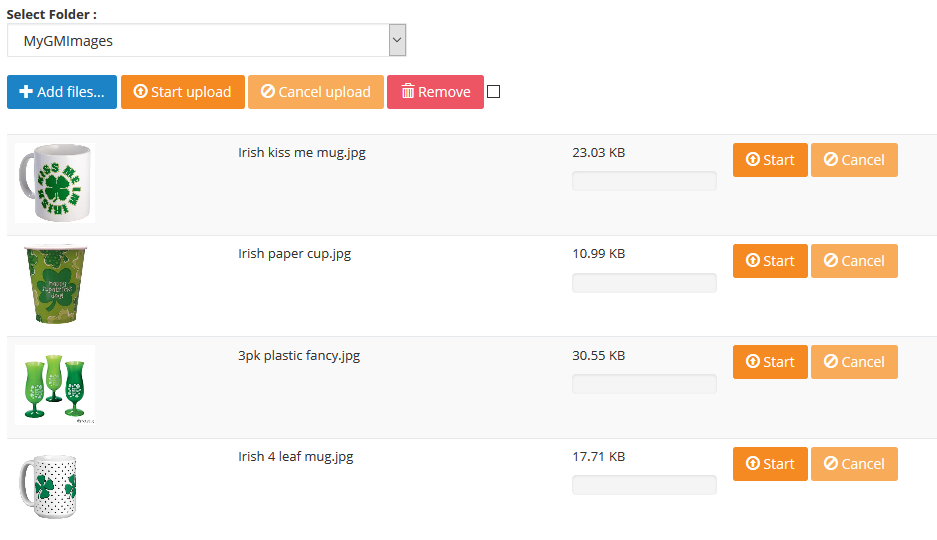 Select Folder :
MyGMImages
Add files... Start upload Cancel upload Remove
KISS ME I'M IRISH
Irish kiss me mug.jpg 23.03 KB Start Cancel
Irish paper cup.jpg 10.99 KB Start Cancel
Happy
St.Patrick's
Day!
3pk plastic fancy.jpg 30.55 KB Start Cancel
Irish 4 leaf mug.jpg 17.71 KB Start Cancel